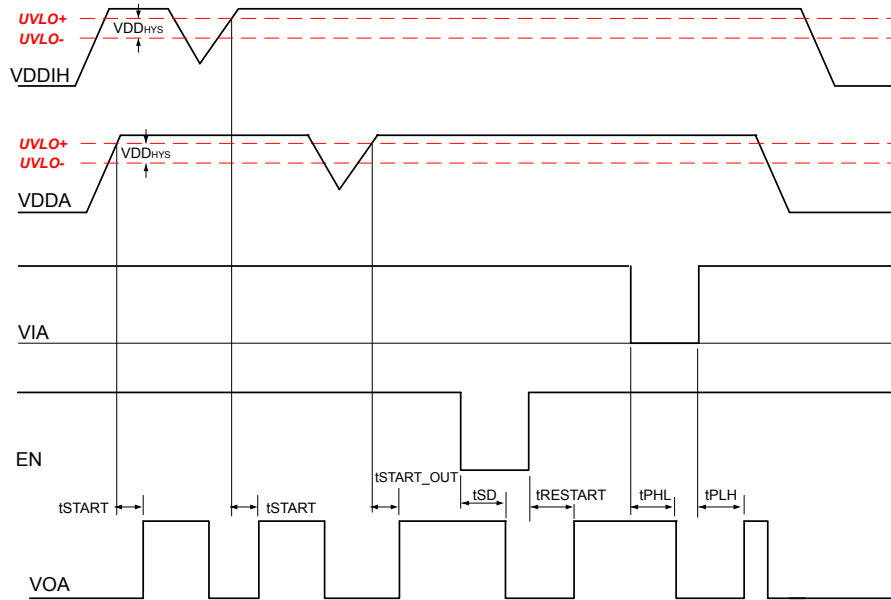 UVLO+
VDDHYS
UVLO-
VDDIH
UVLO+
VDDHYS
UVLO-
VDDA
VIA
EN
tSTART_OUT
tSTART
tSTART
tSD
tRESTART
tPHL
tPLH
VOA